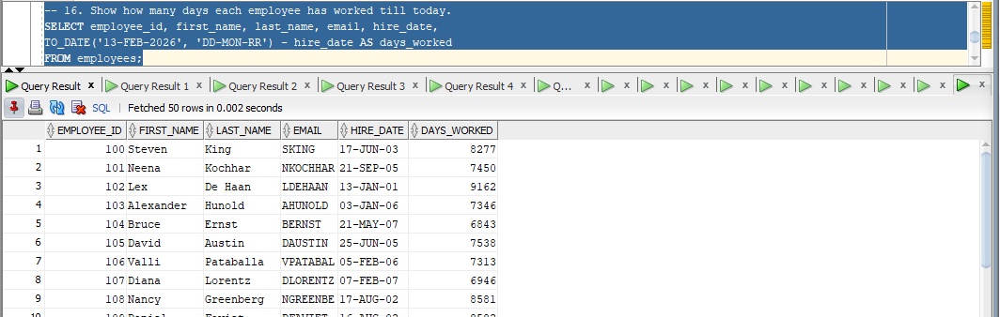 -- 16. Show how many days each employee has worked till today.
SELECT employee_id, first_name, last_name, email, hire_date,
TO_DATE('13-FEB-2026', 'DD-MON-RR') - hire_date AS days_worked
FROM employees;
Query Result x Query Result 1 x Query Result 2 x Query Result 3 x Query Result 4 x Q... x x x x x x x x x x x
SQL | Fetched 50 rows in 0.002 seconds
EMPLOYEE_ID FIRST_NAME LAST_NAME EMAIL HIRE_DATE DAYS_WORKED
1 100 Steven King SKING 17-JUN-03 8277
2 101 Neena Kochhar NKOCHHAR 21-SEP-05 7450
3 102 Lex De Haan LDEHAAN 13-JAN-01 9162
4 103 Alexander Hunold AHUNOLD 03-JAN-06 7346
5 104 Bruce Ernst BERNST 21-MAY-07 6843
6 105 David Austin DAUSTIN 25-JUN-05 7538
7 106 Valli Pataballa VPATABAL 05-FEB-06 7313
8 107 Diana Lorentz DLORENTZ 07-FEB-07 6946
9 108 Nancy Greenberg NGREENBE 17-AUG-02 8581